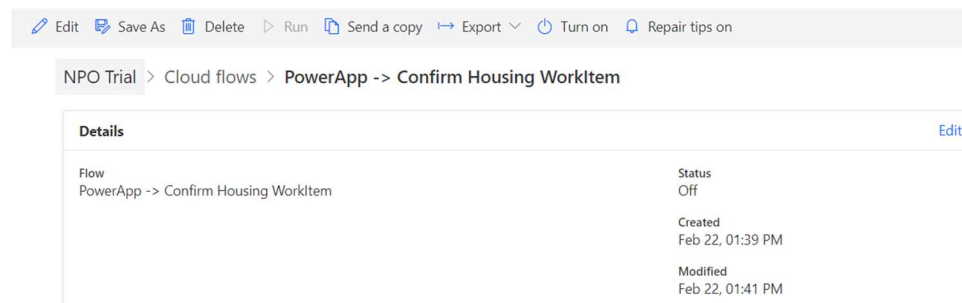 Edit Save As Delete Run Send a copy Export Turn on Repair tips on
NPO Trial > Cloud flows > PowerApp -> Confirm Housing WorkItem
Details Edit
Flow Status
PowerApp -> Confirm Housing WorkItem Off
Created
Feb 22, 01:39 PM
Modified
Feb 22, 01:41 PM